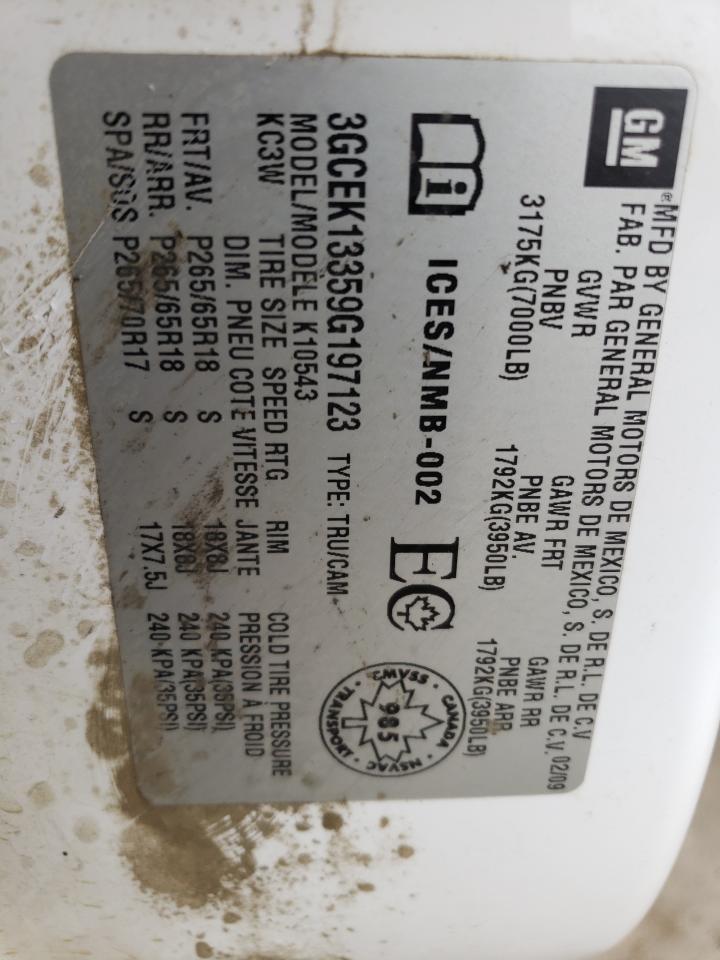 GM
®MFD BY GENERAL MOTORS DE MEXICO, S. DE R.L. DE C.V
FAB. PAR GENERAL MOTORS DE MEXICO, S. DE R.L. DE C.V. 02/09
GVWR GAWR FRT GAWR RR
PNBV PNBE AV. PNBE ARR
3175KG(7000LB) 1792KG(3950LB) 1792KG(3950LB)
i ICES/NMB-002 EC
CMVSS · CANADA · NSVAC · TRANSPORT ·
985
3GCEK13359G197123 TYPE: TRU/CAM
MODEL/MODELE K10543
KC3W TIRE SIZE SPEED RTG RIM COLD TIRE PRESSURE
DIM. PNEU COTE VITESSE JANTE PRESSION À FROID
FRT/AV. P265/65R18 S 18X8J 240 KPA(35PSI)
RR/ARR. P265/65R18 S 18X8J 240 KPA(35PSI)
SPA/SQS P265/70R17 S 17X7.5J 240 KPA(35PSI)